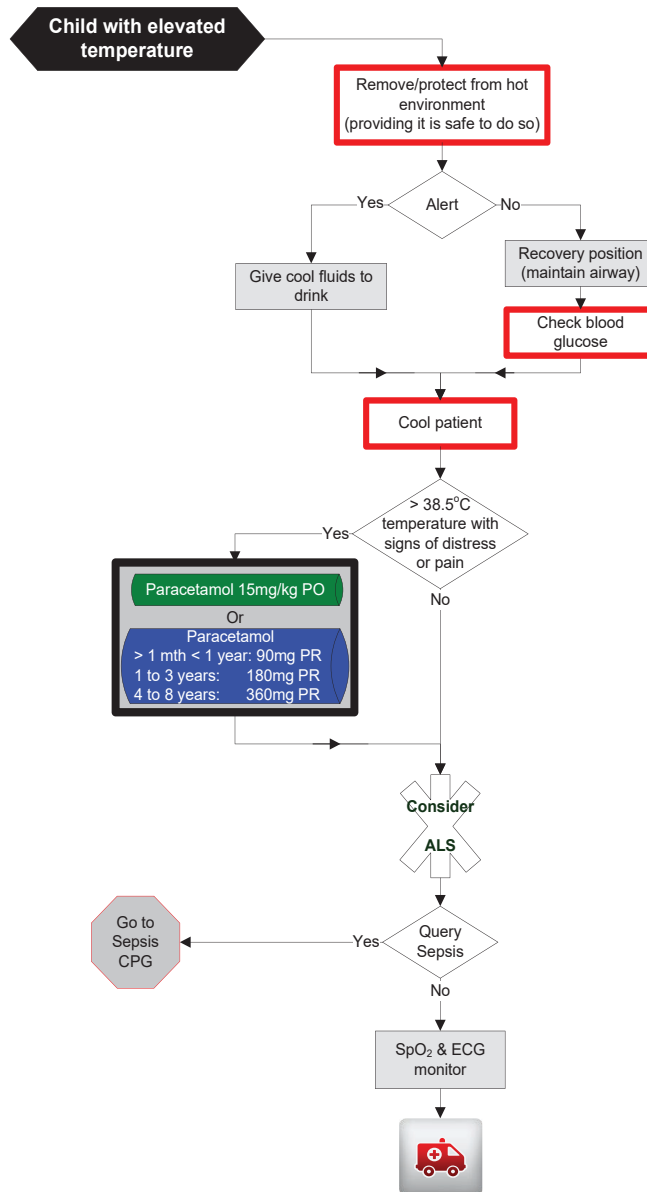 Child with elevated
temperature
Remove/protect from hot
environment
(providing it is safe to do so)
Yes
Alert
No
Give cool fluids to
drink
Recovery position
(maintain airway)
Check blood
glucose
Cool patient
> 38.5°C
temperature with
signs of distress
or pain
Yes
No
Paracetamol 15mg/kg PO
Or
Paracetamol
> 1 mth < 1 year: 90mg PR
1 to 3 years: 180mg PR
4 to 8 years: 360mg PR
Consider
ALS
Go to
Sepsis
CPG
Yes
Query
Sepsis
No
SpO₂ & ECG
monitor